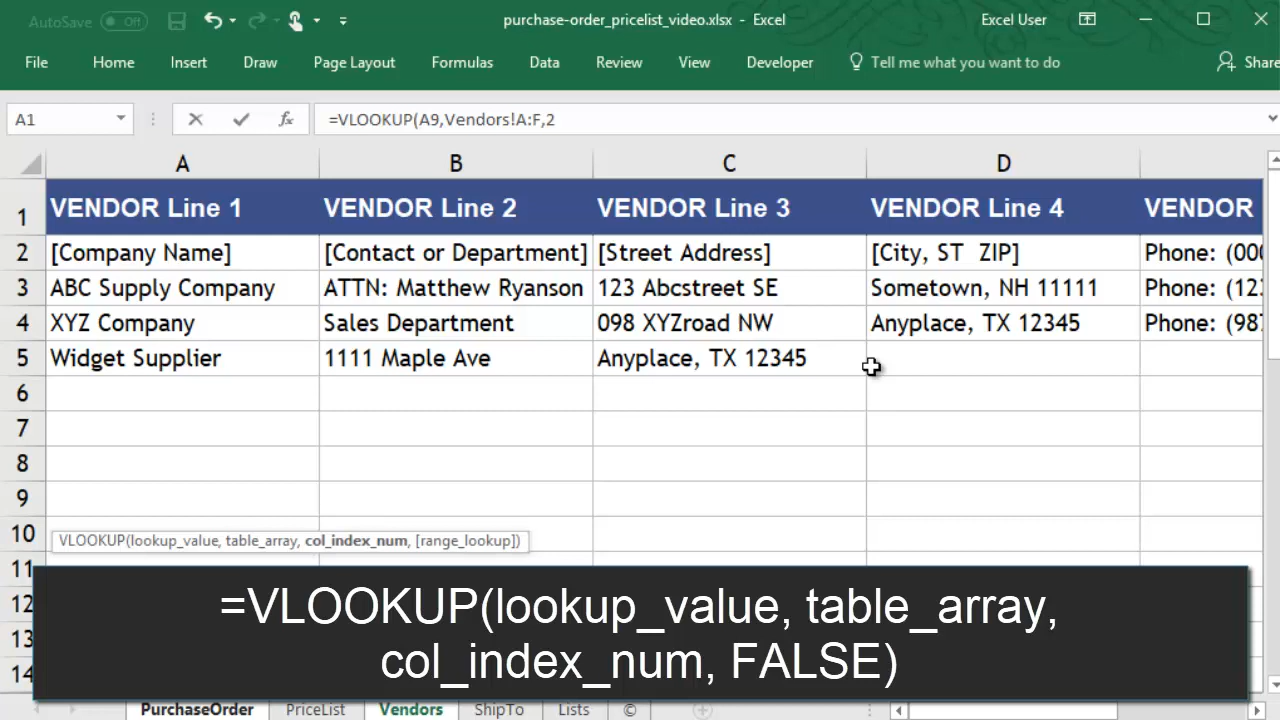 AutoSave Off purchase-order_pricelist_video.xlsx - Excel Excel User
File Home Insert Draw Page Layout Formulas Data Review View Developer Tell me what you want to do Share
A1 fx =VLOOKUP(A9,Vendors!A:F,2
A B C D
1 VENDOR Line 1 VENDOR Line 2 VENDOR Line 3 VENDOR Line 4 VENDOR
2 [Company Name] [Contact or Department] [Street Address] [City, ST  ZIP] Phone: (000
3 ABC Supply Company ATTN: Matthew Ryanson 123 Abcstreet SE Sometown, NH 11111 Phone: (123
4 XYZ Company Sales Department 098 XYZroad NW Anyplace, TX 12345 Phone: (987
5 Widget Supplier 1111 Maple Ave Anyplace, TX 12345
6
7
8
9
10
VLOOKUP(lookup_value, table_array, col_index_num, [range_lookup])
11
12
13
14
=VLOOKUP(lookup_value, table_array,
col_index_num, FALSE)
PurchaseOrder PriceList Vendors ShipTo Lists ©